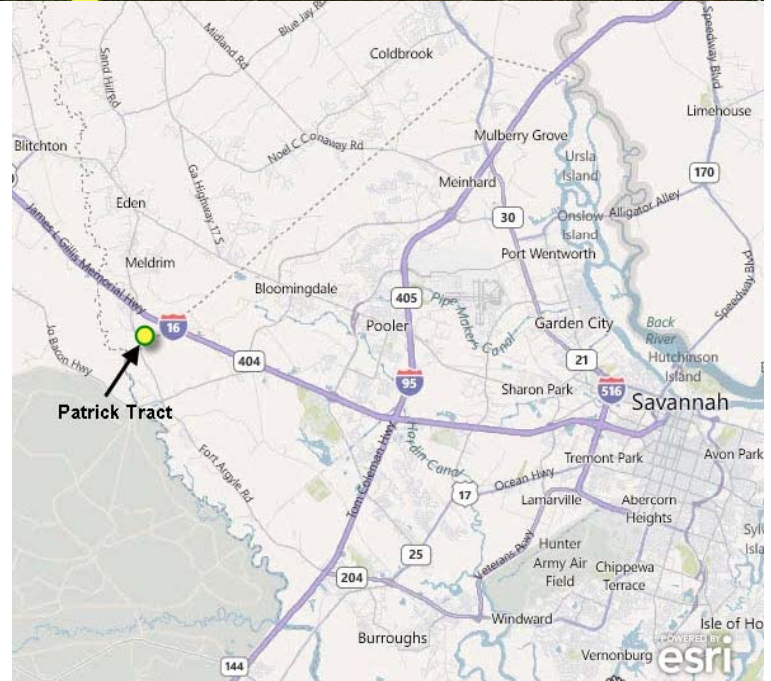 Blue Jay Rd
Midland Rd
Speedway Blvd
Coldbrook
Sand Hill Rd
Limehouse
Mulberry Grove
Blitchton
Noel C Conaway Rd
Ursla
Island
170
Meinhard
Ga Highway 17 S
Eden
James L Gillis Memorial Hwy
30
Onslow
Island
Alligator Alley
Meldrim
Port Wentworth
Speedway Blvd
Bloomingdale
405
Pipe Makers Canal
16
Pooler
Garden City
Back
River
Hutchinson
Island
Jo Bacon Hwy
404
21
95
Sharon Park
516
Savannah
Patrick Tract
Hardin Canal
Tom Coleman Hwy
Fort Argyle Rd
Tremont Park
Avon Park
Ocean Hwy
17
Lamarville
Abercorn
Heights
25
Veterans Pkwy
Hunter
Army Air
Field
Chippewa
Terrace
204
Windward
Burroughs
Isle of Ho
144
Vernonburg
POWERED BY
esri